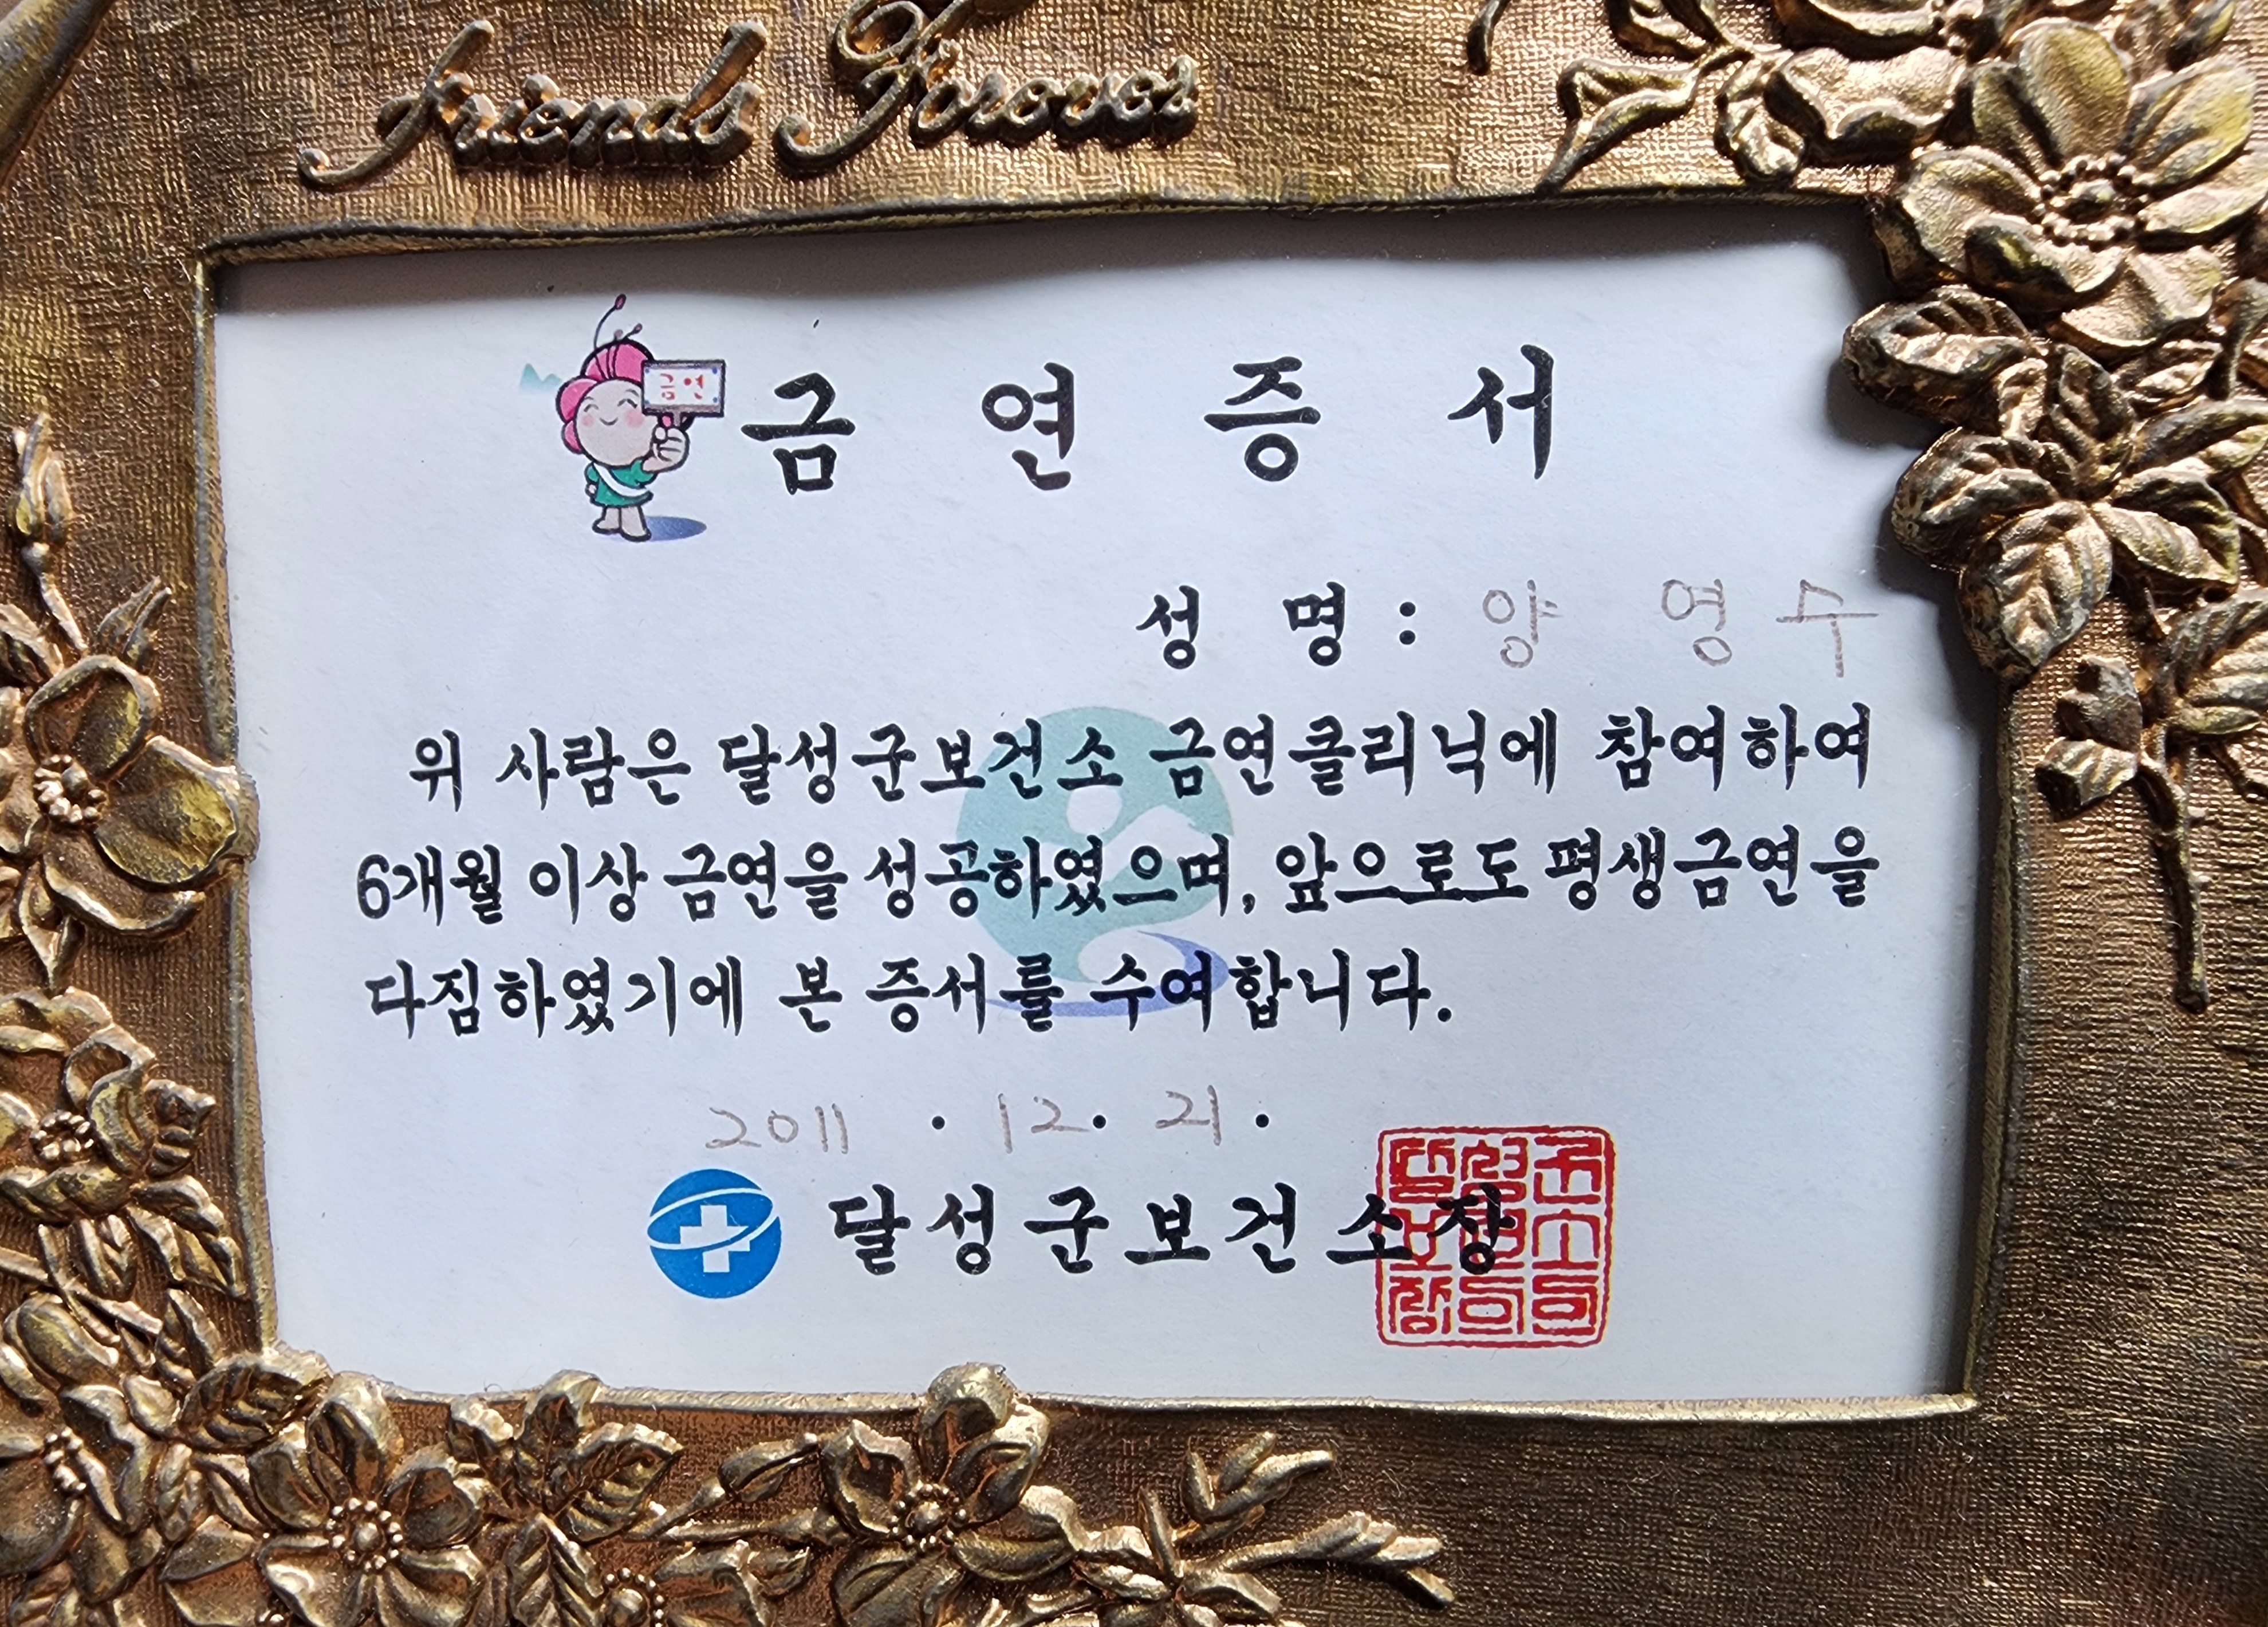 Friends Forever
금연
금 연 증 서
성 명 : 양 영 수
위 사람은 달성군보건소 금연클리닉에 참여하여
6개월 이상 금연을 성공하였으며, 앞으로도 평생금연을
다짐하였기에 본 증서를 수여합니다.
2011 . 12. 21.
달성군보건소장